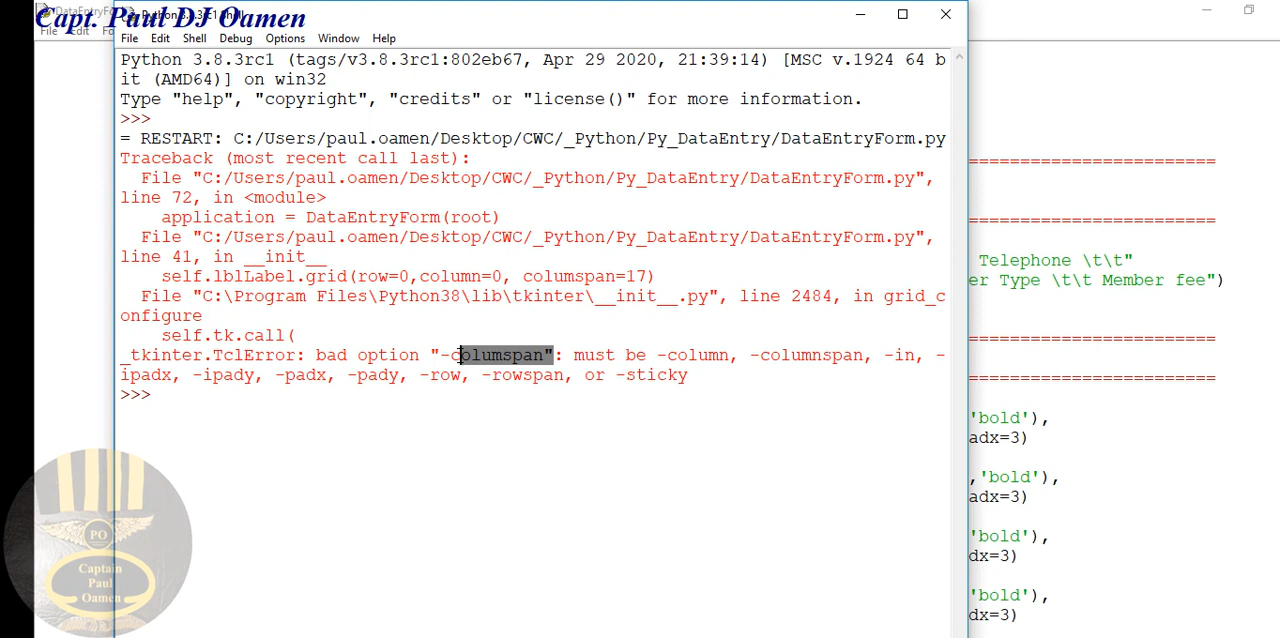 Capt. Paul DJ Oamen
File Edit Shell Debug Options Window Help
Python 3.8.3rc1 (tags/v3.8.3rc1:802eb67, Apr 29 2020, 21:39:14) [MSC v.1924 64 b
it (AMD64)] on win32
Type "help", "copyright", "credits" or "license()" for more information.
>>>
= RESTART: C:/Users/paul.oamen/Desktop/CWC/_Python/Py_DataEntry/DataEntryForm.py
Traceback (most recent call last):
File "C:/Users/paul.oamen/Desktop/CWC/_Python/Py_DataEntry/DataEntryForm.py",
line 72, in <module>
application = DataEntryForm(root)
File "C:/Users/paul.oamen/Desktop/CWC/_Python/Py_DataEntry/DataEntryForm.py",
line 41, in __init__
self.lblLabel.grid(row=0,column=0, columspan=17)
File "C:\Program Files\Python38\lib\tkinter\__init__.py", line 2484, in grid_c
onfigure
self.tk.call(
_tkinter.TclError: bad option "-columspan": must be -column, -columnspan, -in, -
ipadx, -ipady, -padx, -pady, -row, -rowspan, or -sticky
>>>
==============================
==============================
Telephone \t\t"
er Type \t\t Member fee")
==============================
==============================
'bold'),
adx=3)
,'bold'),
adx=3)
'bold'),
dx=3)
'bold'),
dx=3)
PO
Captain
Paul
Oamen